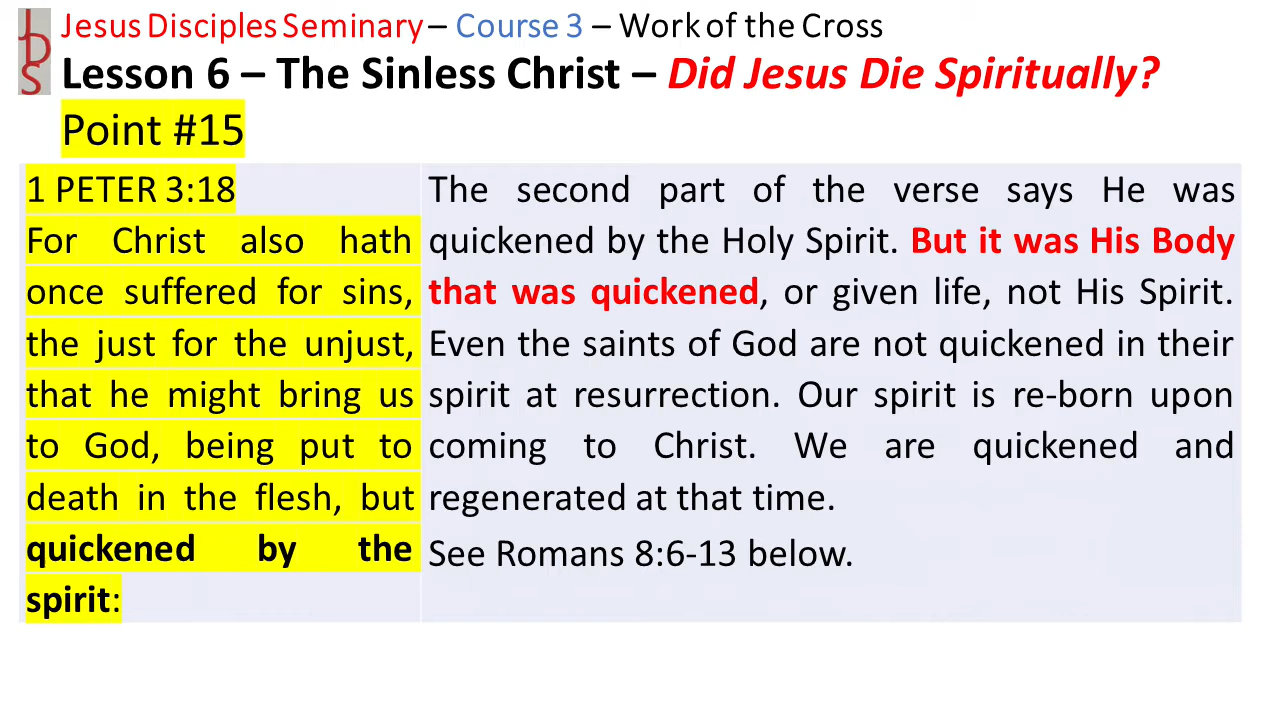 JDS
Jesus Disciples Seminary – Course 3 – Work of the Cross
Lesson 6 – The Sinless Christ – Did Jesus Die Spiritually?
Point #15
1 PETER 3:18
For Christ also hath
once suffered for sins,
the just for the unjust,
that he might bring us
to God, being put to
death in the flesh, but
quickened by the
spirit:
The second part of the verse says He was
quickened by the Holy Spirit. But it was His Body
that was quickened, or given life, not His Spirit.
Even the saints of God are not quickened in their
spirit at resurrection. Our spirit is re-born upon
coming to Christ. We are quickened and
regenerated at that time.
See Romans 8:6-13 below.